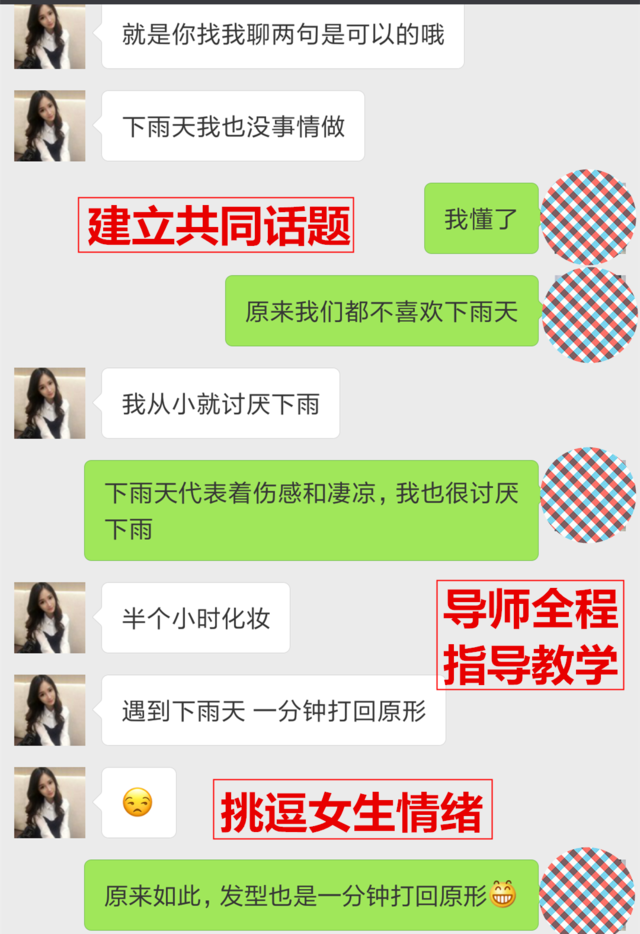 就是你找我聊两句是可以的哦
下雨天我也没事情做
建立共同话题
我懂了
原来我们都不喜欢下雨天
我从小就讨厌下雨
下雨天代表着伤感和凄凉，我也很讨厌
下雨
半个小时化妆
导师全程
指导教学
遇到下雨天 一分钟打回原形
挑逗女生情绪
原来如此，发型也是一分钟打回原形